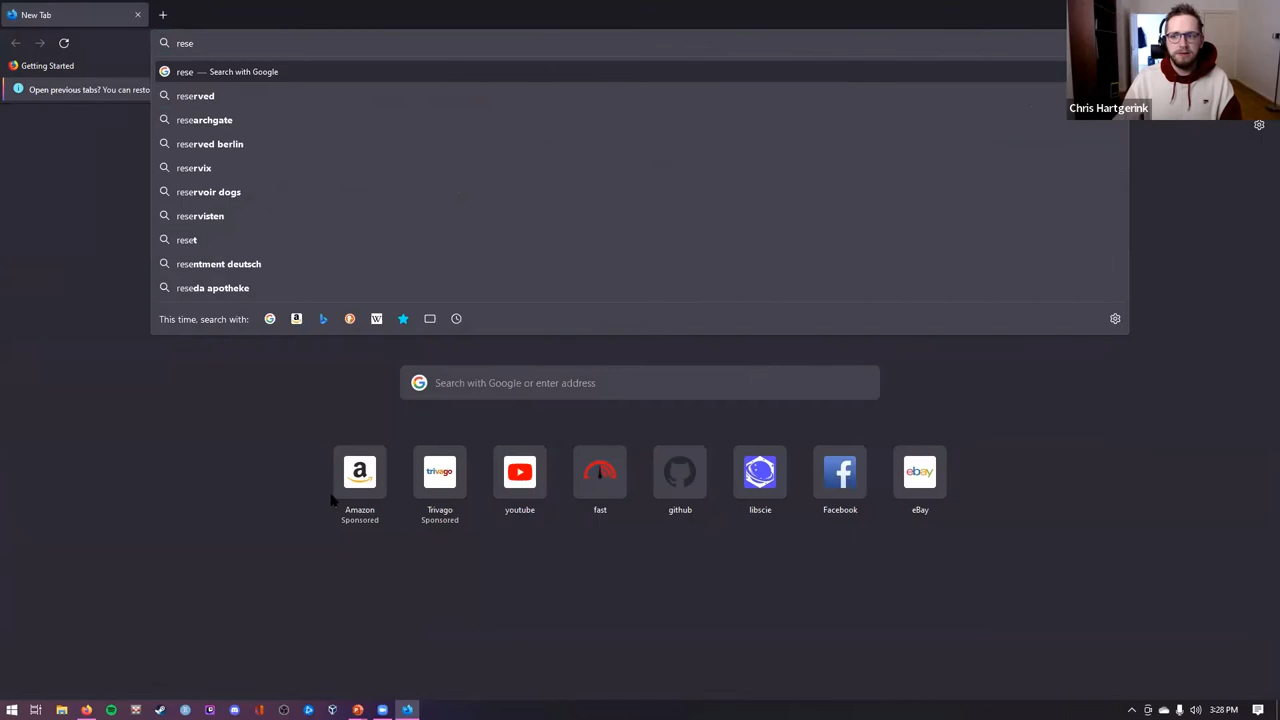 New Tab
rese
Getting Started
Open previous tabs? You can resto
rese — Search with Google
reserved
researchgate
reserved berlin
reservix
reservoir dogs
reservisten
reset
resentment deutsch
reseda apotheke
This time, search with:
Chris Hartgerink
Search with Google or enter address
trivago
ebay
Amazon
Sponsored
Trivago
Sponsored
youtube
fast
github
libscie
Facebook
eBay
3:28 PM